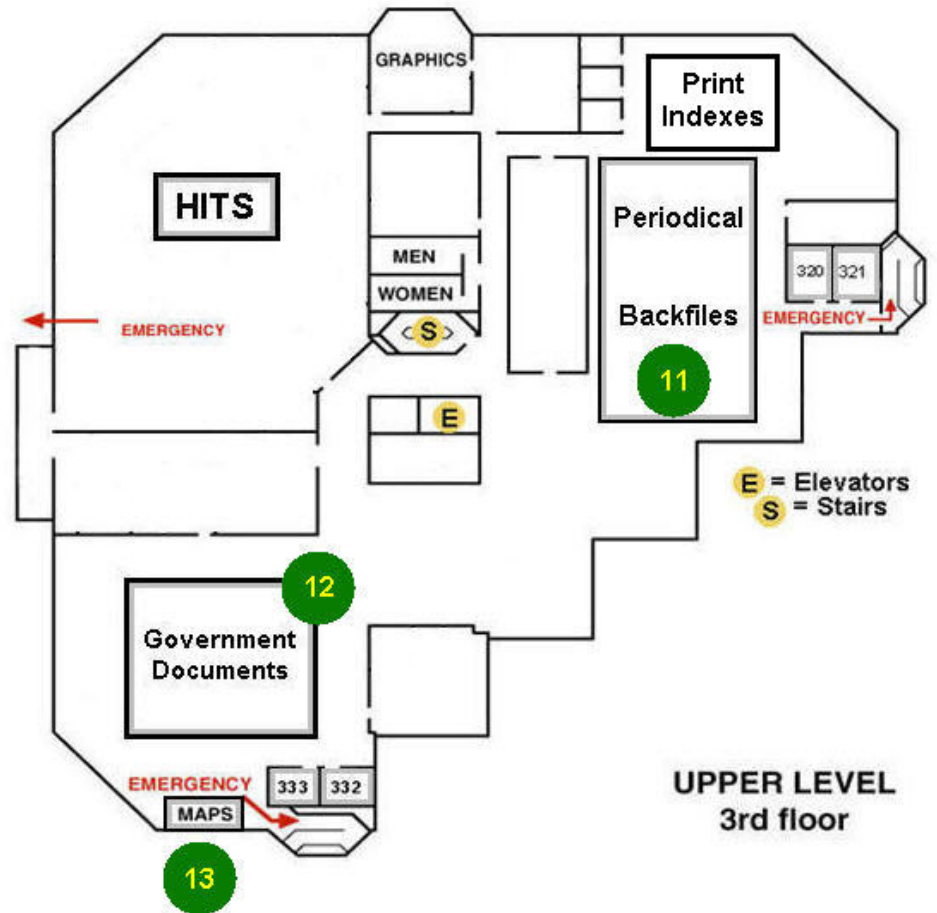 GRAPHICS
Print
Indexes
HITS
Periodical
Backfiles
MEN
WOMEN
320
321
EMERGENCY
EMERGENCY
S
11
E
E = Elevators
S = Stairs
12
Government
Documents
EMERGENCY
333
332
MAPS
UPPER LEVEL
3rd floor
13